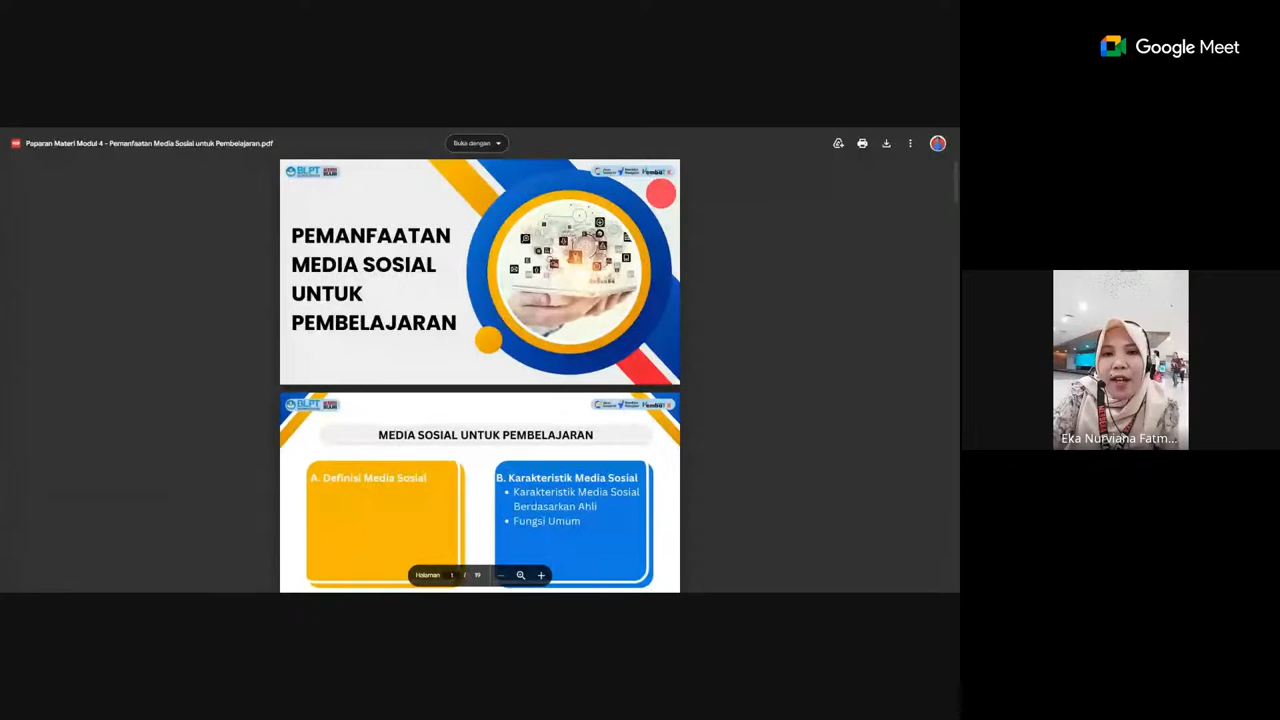 Google Meet
Paparan Materi Modul 4 - Pemanfaatan Media Sosial untuk Pembelajaran.pdf
Buka dengan
BLPT
PEMANFAATAN
MEDIA SOSIAL
UNTUK
PEMBELAJARAN
BLPT
MEDIA SOSIAL UNTUK PEMBELAJARAN
A. Definisi Media Sosial
B. Karakteristik Media Sosial
• Karakteristik Media Sosial
Berdasarkan Ahli
• Fungsi Umum
Halaman 1 / 19
Eka Nurviana Fatm...